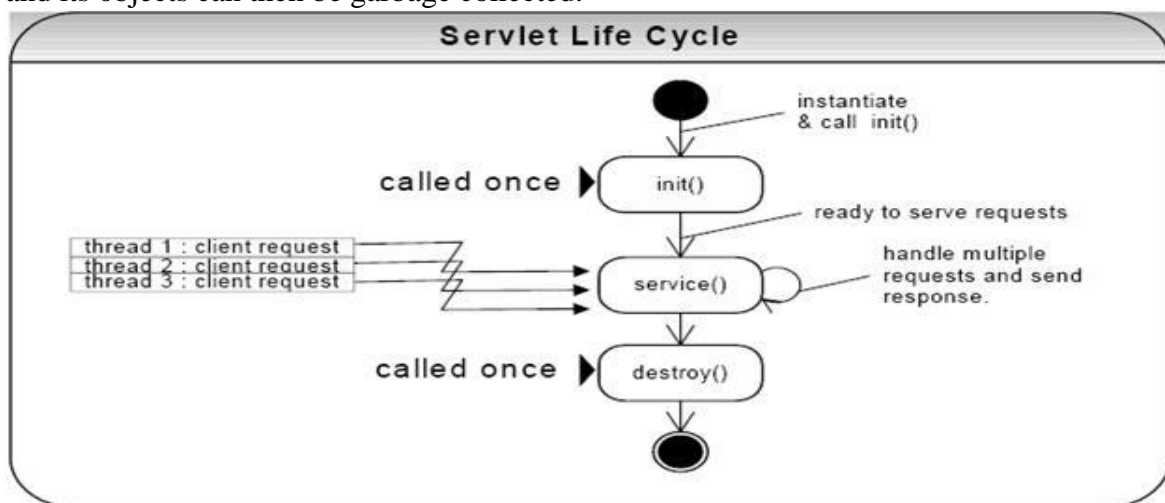 and its objects can then be garbage collected.
Servlet Life Cycle
instantiate
& call init()
called once
init()
ready to serve requests
thread 1 : client request
thread 2 : client request
thread 3 : client request
service()
handle multiple
requests and send
response.
called once
destroy()